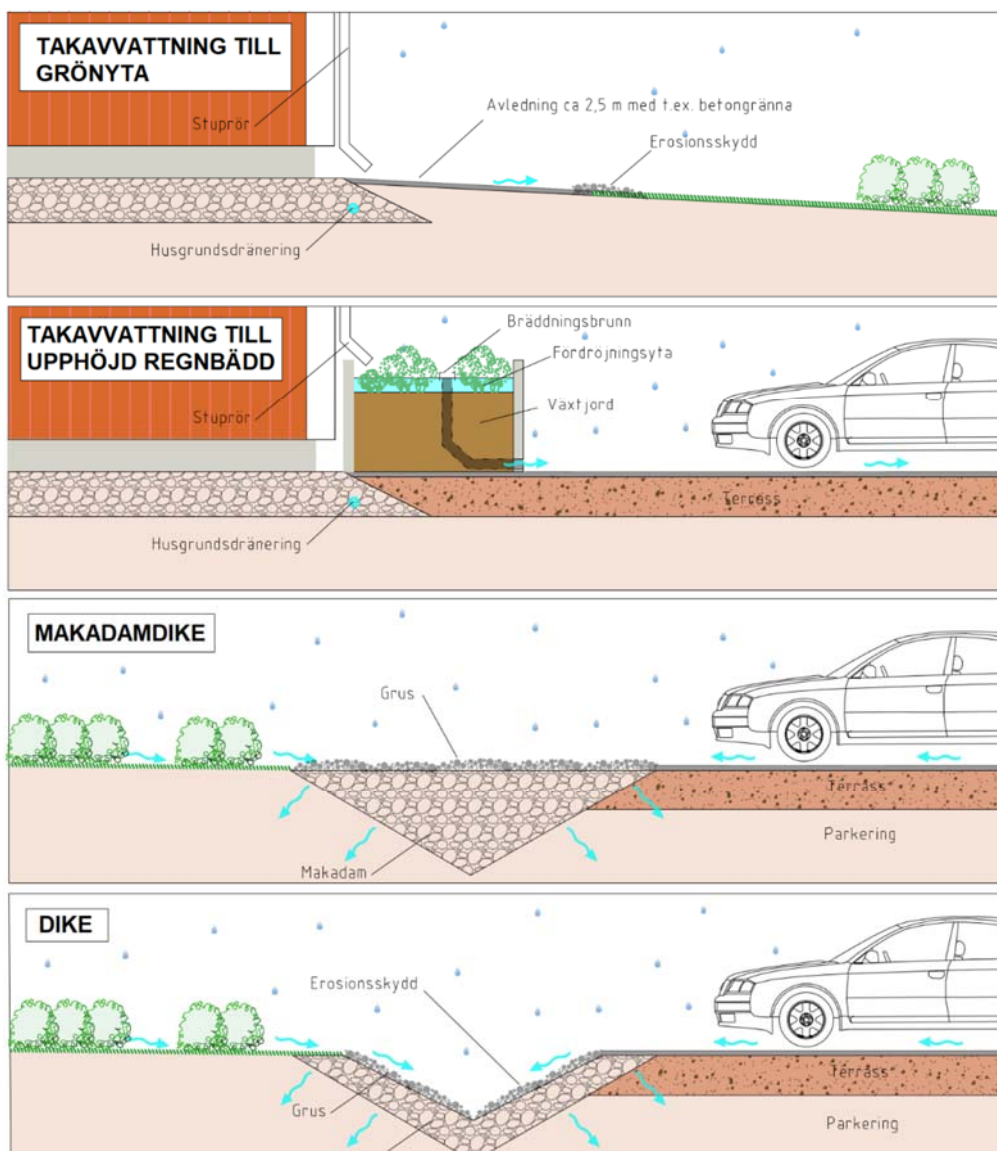 TAKAVVATTNING TILL
GRÖNYTA
Stuprör
Avledning ca 2,5 m med t.ex. betongränna
Erosionsskydd
Husgrundsdränering
TAKAVVATTNING TILL
UPPHÖJD REGNBÄDD
Bräddningsbrunn
Fördröjningsyta
Stuprör
Växtjord
Terrass
Husgrundsdränering
MAKADAMDIKE
Grus
Terrass
Parkering
Makadam
DIKE
Erosionsskydd
Terrass
Grus
Parkering